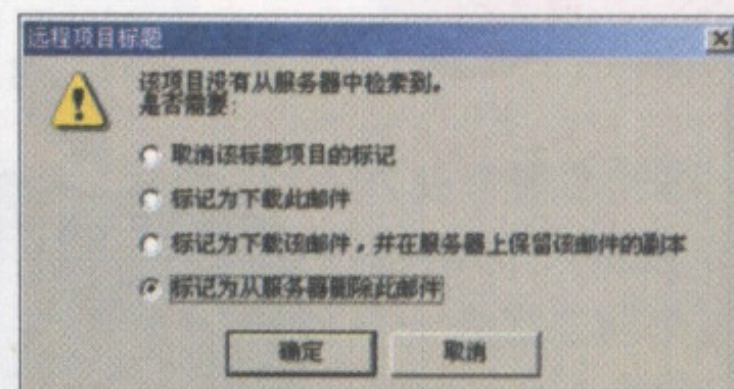 远程项目标题
该项目没有从服务器中检索到。
是否需要:
取消该标题项目的标记
标记为下载此邮件
标记为下载该邮件，并在服务器上保留该邮件的副本
标记为从服务器删除此邮件
确定 取消